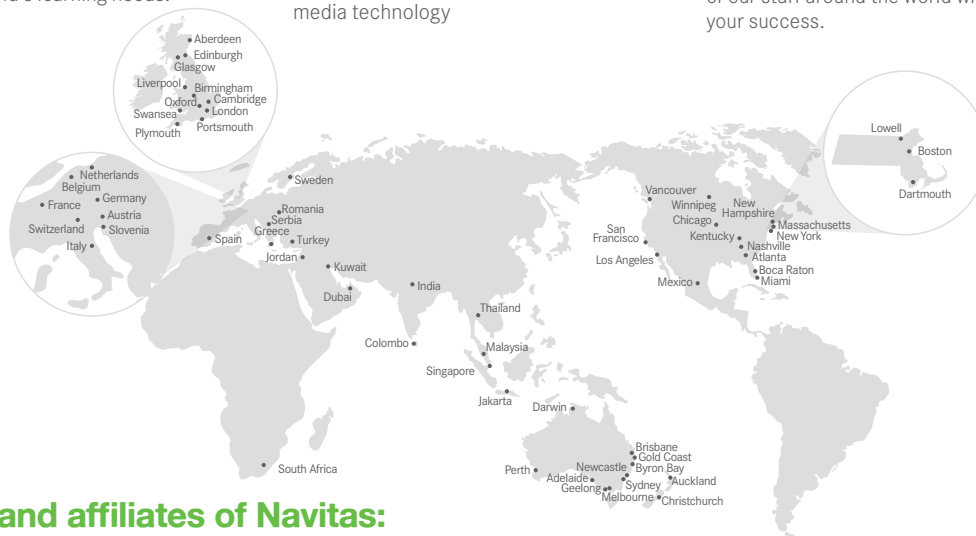 media technology
your success.
Aberdeen
Edinburgh
Glasgow
Liverpool
Birmingham
Oxford
Cambridge
Swansea
London
Plymouth
Portsmouth
Netherlands
Belgium
Germany
France
Austria
Switzerland
Slovenia
Italy
Sweden
Romania
Serbia
Greece
Spain
Turkey
Jordan
Kuwait
Dubai
India
Thailand
Colombo
Malaysia
Singapore
Jakarta
Darwin
South Africa
Perth
Brisbane
Gold Coast
Newcastle
Byron Bay
Adelaide
Sydney
Auckland
Geelong
Melbourne
Christchurch
Vancouver
Winnipeg
New
Hampshire
Chicago
Massachusetts
New York
San
Francisco
Kentucky
Nashville
Los Angeles
Atlanta
Boca Raton
Miami
Mexico
Lowell
Boston
Dartmouth
and affiliates of Navitas: